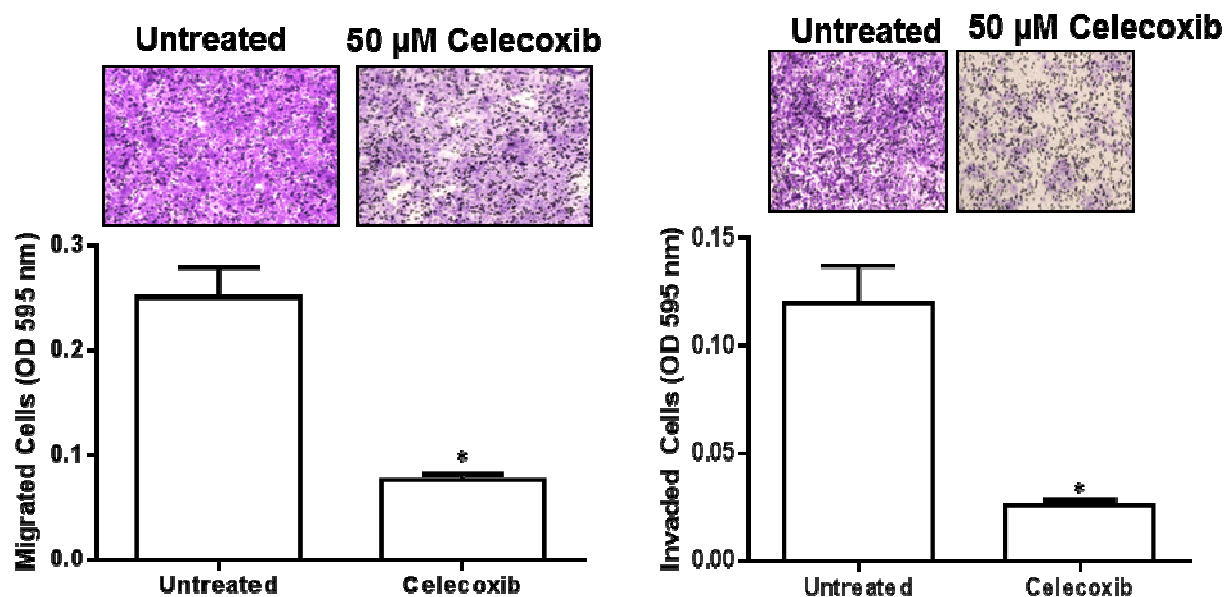 Untreated 50 µM Celecoxib
Migrated Cells (OD 595 nm)
0.3
0.2
0.1
0.0
*
Untreated Celecoxib
Untreated 50 µM Celecoxib
Invaded Cells (OD 595 nm)
0.15
0.10
0.05
0.00
*
Untreated Celecoxib